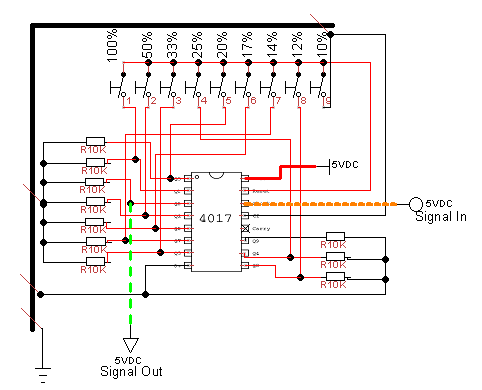 100%
50%
33%
25%
20%
17%
14%
12%
10%
1
2
3
4
5
6
7
8
9
R10K
R10K
R10K
R10K
R10K
R10K
R10K
4017
5VDC
Reset
Carry
Q9
5VDC
Signal In
R10K
R10K
R10K
5VDC
Signal Out